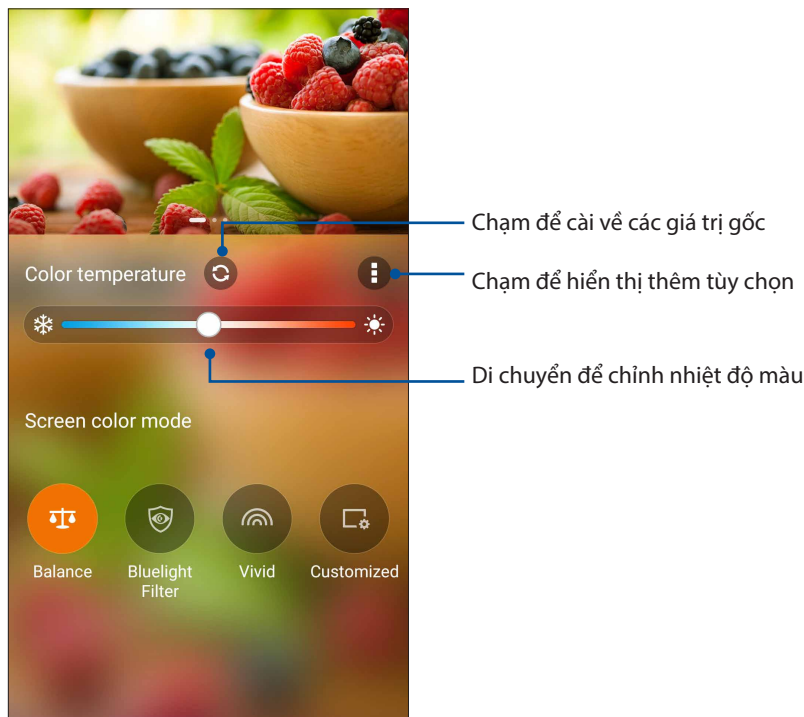 Chạm để cài về các giá trị gốc
Color temperature
Chạm để hiển thị thêm tùy chọn
Di chuyển để chỉnh nhiệt độ màu
Screen color mode
Balance
Bluelight
Filter
Vivid
Customized